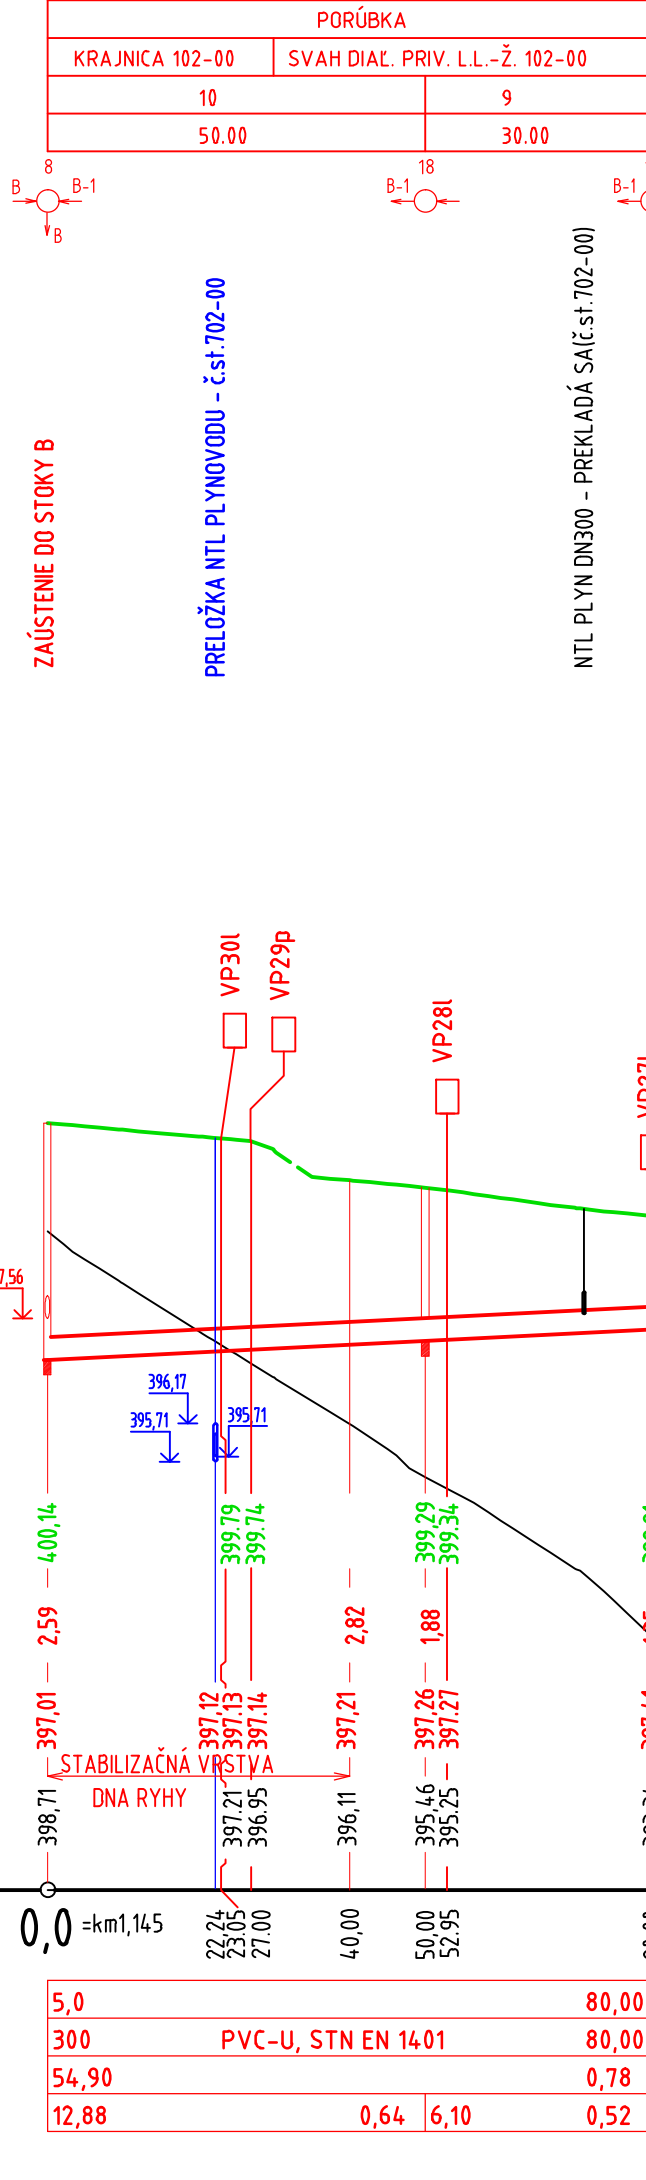 PORÚBKA
KRAJNICA 102-00 SVAH DIAĽ. PRIV. L.L.-Ž. 102-00
10 9
50.00 30.00
8 18
B B-1 B-1 B-1
B
ZAÚSTENIE DO STOKY B
PRELOŽKA NTL PLYNOVODU - č.st.702-00
NTL PLYN DN300 - PREKLADÁ SA(č.st.702-00)
VP30l
VP29p
VP28l
7,56
396,17
395,71
395,71
400,14
399.79
399.74
399,29
399.34
2,59
2,82
1,88
397,01
397,12
397.13
397.14
397,21
397,26
397.27
STABILIZAČNÁ VRSTVA
DNA RYHY
398,71
397.21
396.95
396,11
395,46
395.25
0,0 =km1,145
22,24
23.05
27.00
40,00
50,00
52.95
5,0 80,00
300 PVC-U, STN EN 1401 80,00
54,90 0,78
12,88 0,64 6,10 0,52